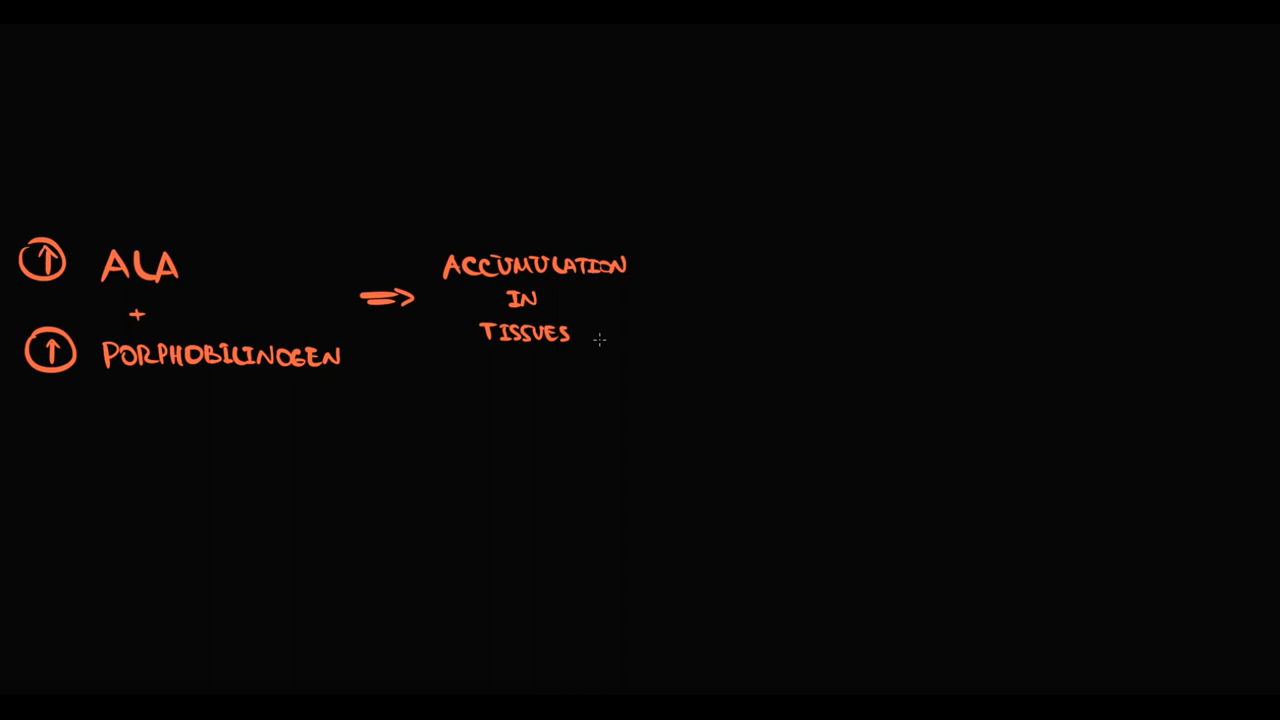 ↑ ALA
+
↑ PORPHOBILINOGEN
⇒
ACCUMULATION
IN
TISSUES